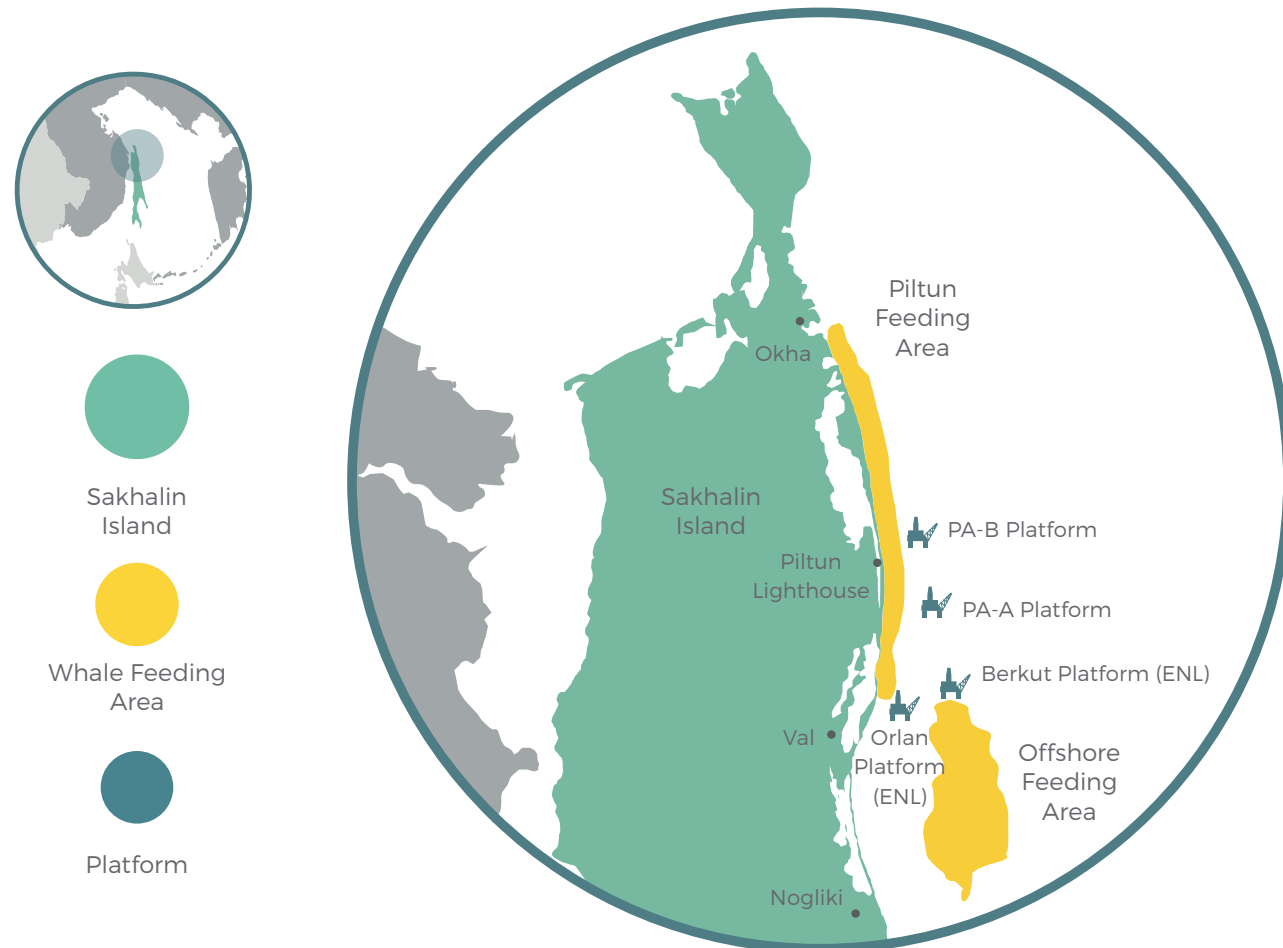 Sakhalin
Island
Whale Feeding
Area
Platform
Piltun
Feeding
Area
Okha
Sakhalin
Island
PA-B Platform
Piltun
Lighthouse
PA-A Platform
Berkut Platform (ENL)
Val
Orlan
Platform
(ENL)
Offshore
Feeding
Area
Nogliki